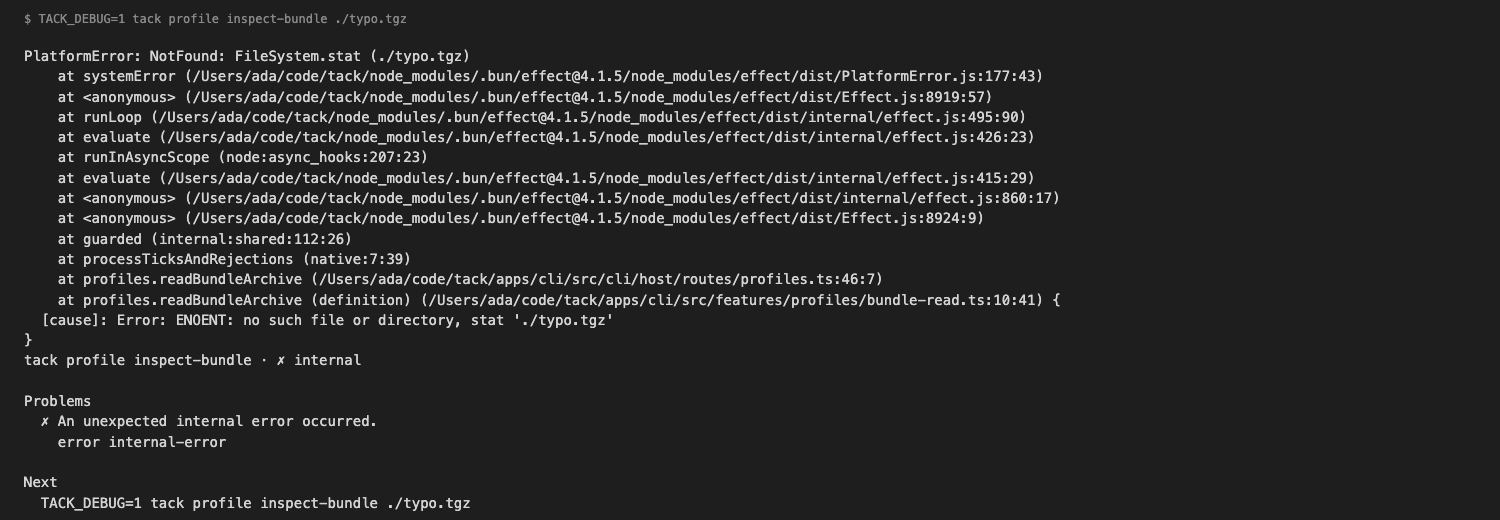 $ TACK_DEBUG=1 tack profile inspect-bundle ./typo.tgz
PlatformError: NotFound: FileSystem.stat (./typo.tgz)
at systemError (/Users/ada/code/tack/node_modules/.bun/effect@4.1.5/node_modules/effect/dist/PlatformError.js:177:43)
at <anonymous> (/Users/ada/code/tack/node_modules/.bun/effect@4.1.5/node_modules/effect/dist/Effect.js:8919:57)
at runLoop (/Users/ada/code/tack/node_modules/.bun/effect@4.1.5/node_modules/effect/dist/internal/effect.js:495:90)
at evaluate (/Users/ada/code/tack/node_modules/.bun/effect@4.1.5/node_modules/effect/dist/internal/effect.js:426:23)
at runInAsyncScope (node:async_hooks:207:23)
at evaluate (/Users/ada/code/tack/node_modules/.bun/effect@4.1.5/node_modules/effect/dist/internal/effect.js:415:29)
at <anonymous> (/Users/ada/code/tack/node_modules/.bun/effect@4.1.5/node_modules/effect/dist/internal/effect.js:860:17)
at <anonymous> (/Users/ada/code/tack/node_modules/.bun/effect@4.1.5/node_modules/effect/dist/Effect.js:8924:9)
at guarded (internal:shared:112:26)
at processTicksAndRejections (native:7:39)
at profiles.readBundleArchive (/Users/ada/code/tack/apps/cli/src/cli/host/routes/profiles.ts:46:7)
at profiles.readBundleArchive (definition) (/Users/ada/code/tack/apps/cli/src/features/profiles/bundle-read.ts:10:41) {
[cause]: Error: ENOENT: no such file or directory, stat './typo.tgz'
}
tack profile inspect-bundle · ✗ internal
Problems
✗ An unexpected internal error occurred.
error internal-error
Next
TACK_DEBUG=1 tack profile inspect-bundle ./typo.tgz